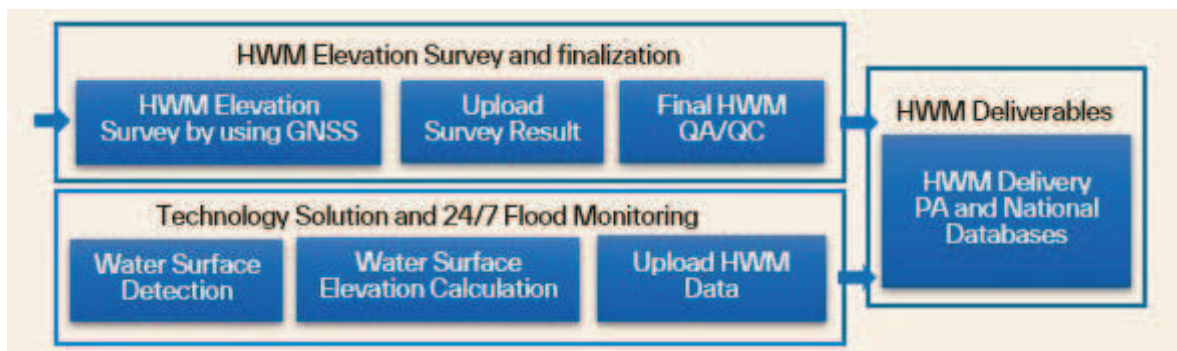 HWM Elevation Survey and finalization
HWM Elevation
Survey by using GNSS
Upload
Survey Result
Final HWM
QA/QC
Technology Solution and 24/7 Flood Monitoring
Water Surface
Detection
Water Surface
Elevation Calculation
Upload HWM
Data
HWM Deliverables
HWM Delivery
PA and National
Databases